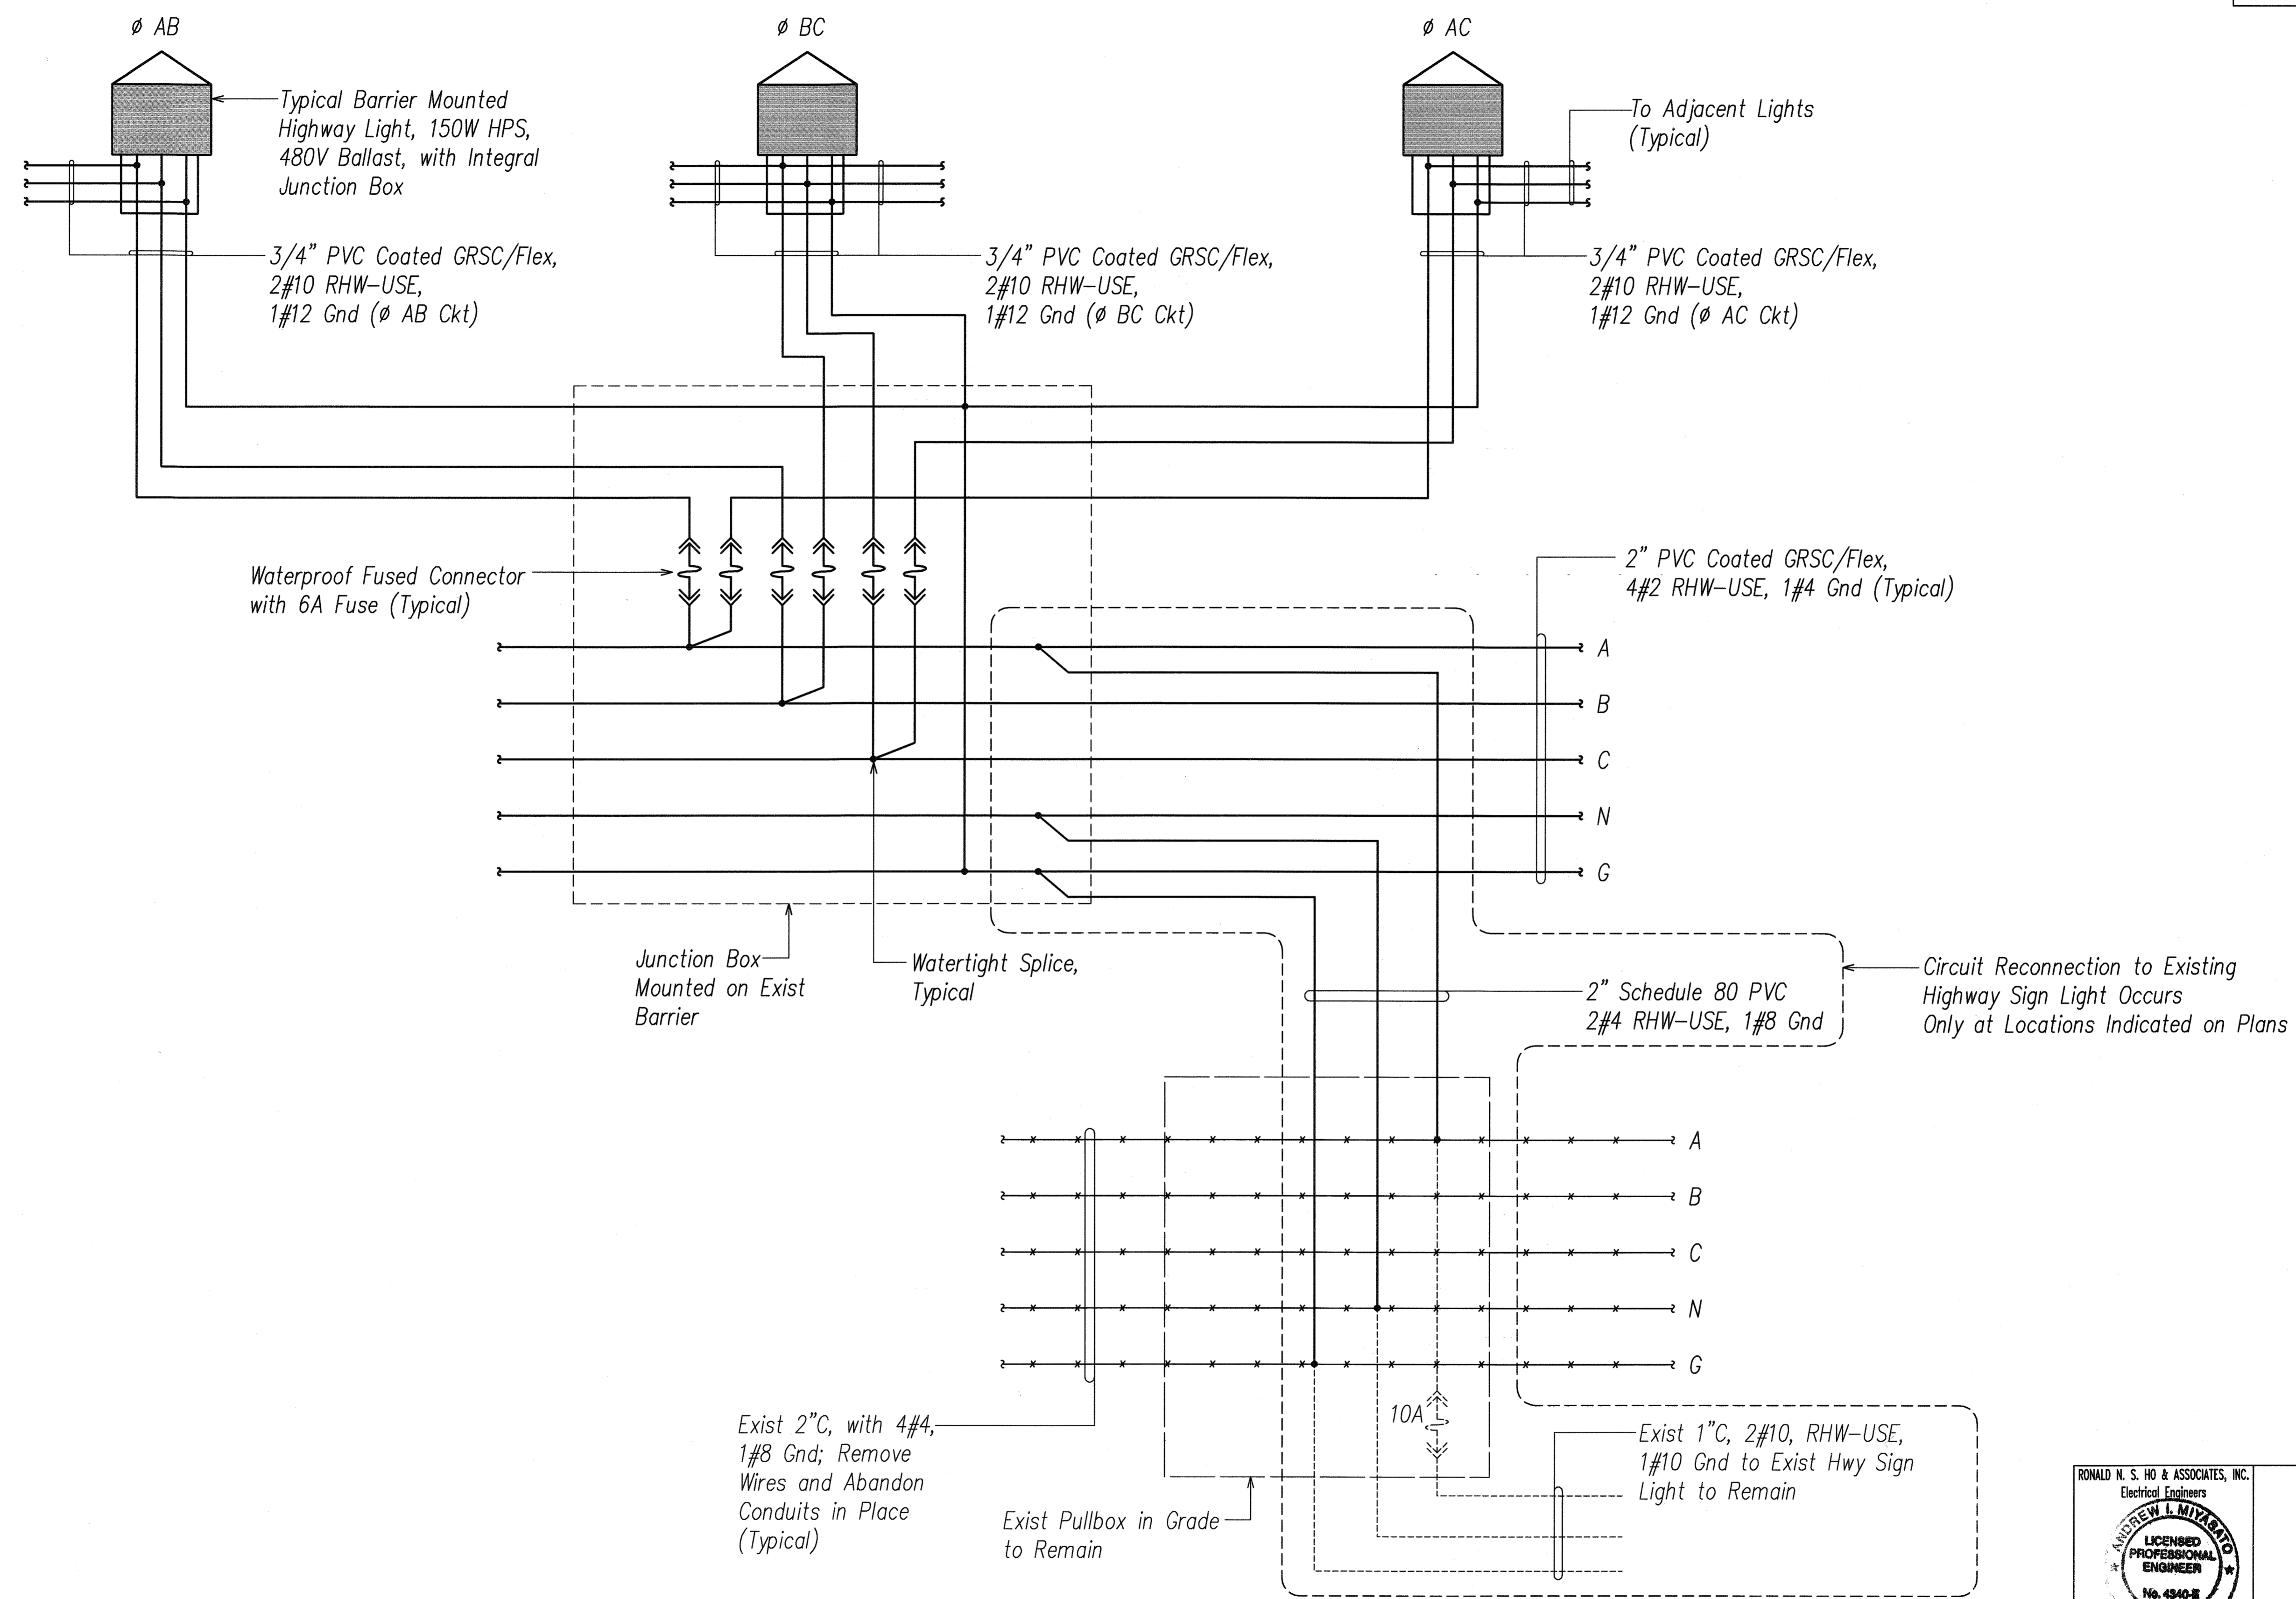 ø AB
ø BC
ø AC
Typical Barrier Mounted
Highway Light, 150W HPS,
480V Ballast, with Integral
Junction Box
To Adjacent Lights
(Typical)
3/4" PVC Coated GRSC/Flex,
2#10 RHW-USE,
1#12 Gnd (ø AB Ckt)
3/4" PVC Coated GRSC/Flex,
2#10 RHW-USE,
1#12 Gnd (ø BC Ckt)
3/4" PVC Coated GRSC/Flex,
2#10 RHW-USE,
1#12 Gnd (ø AC Ckt)
Waterproof Fused Connector
with 6A Fuse (Typical)
2" PVC Coated GRSC/Flex,
4#2 RHW-USE, 1#4 Gnd (Typical)
A
B
C
N
G
Junction Box
Mounted on Exist
Barrier
Watertight Splice,
Typical
2" Schedule 80 PVC
2#4 RHW-USE, 1#8 Gnd
Circuit Reconnection to Existing
Highway Sign Light Occurs
Only at Locations Indicated on Plans
A
B
C
N
G
10A
Exist 2"C, with 4#4,
1#8 Gnd; Remove
Wires and Abandon
Conduits in Place
(Typical)
Exist Pullbox in Grade
to Remain
Exist 1"C, 2#10, RHW-USE,
1#10 Gnd to Exist Hwy Sign
Light to Remain
RONALD N. S. HO & ASSOCIATES, INC.
Electrical Engineers
ANDREW I. MIYASATO
LICENSED
PROFESSIONAL
ENGINEER
No. 4340-E